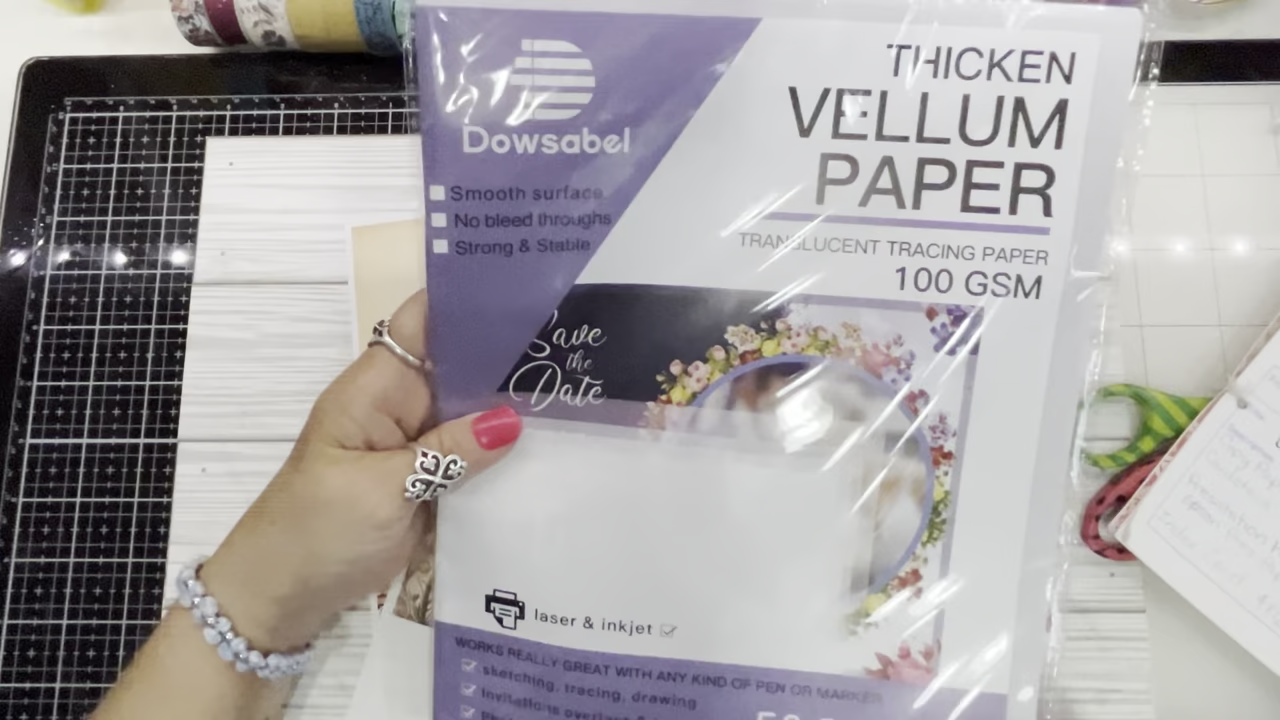 Dowsabel
Smooth surface
No bleed throughs
Strong & Stable
THICKEN
VELLUM
PAPER
TRANSLUCENT TRACING PAPER
100 GSM
Save
the
Date
laser & inkjet
WORKS REALLY GREAT WITH ANY KIND OF PEN OR MARKER
sketching, tracing, drawing
Invitations